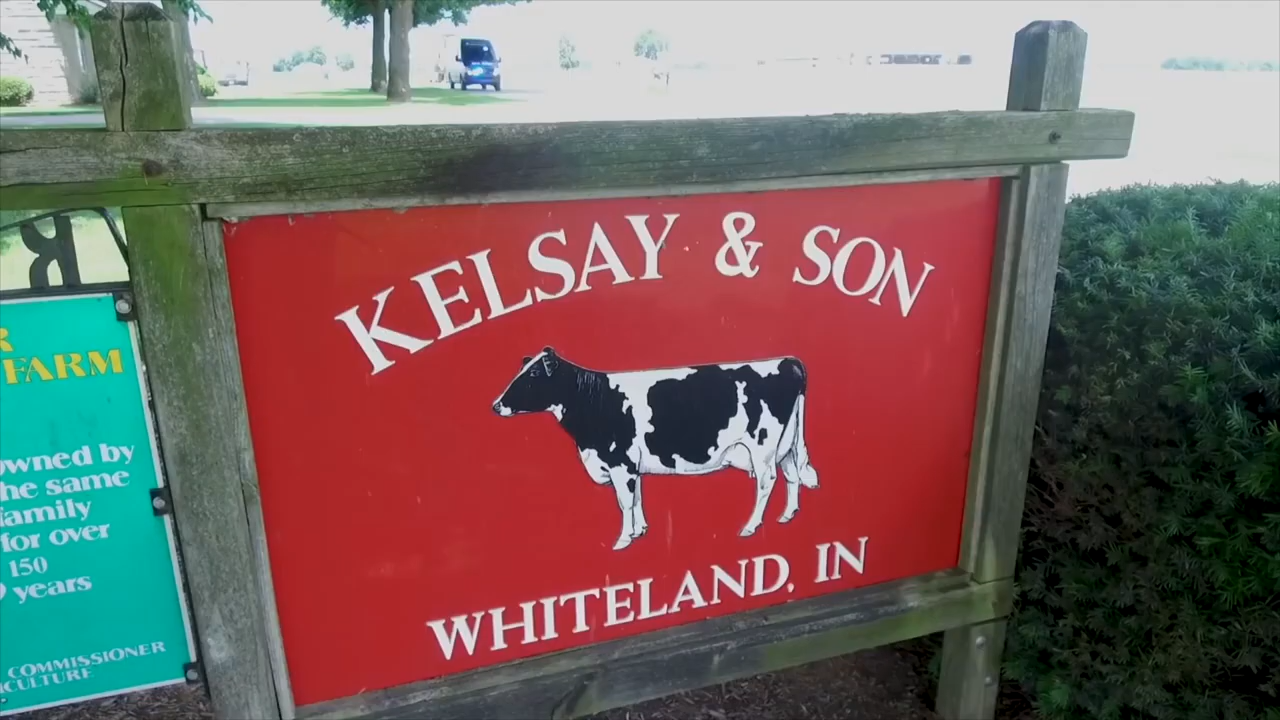 FARM
owned by
the same
family
for over
150
years
COMMISSIONER
KELSAY & SON
WHITELAND, IN